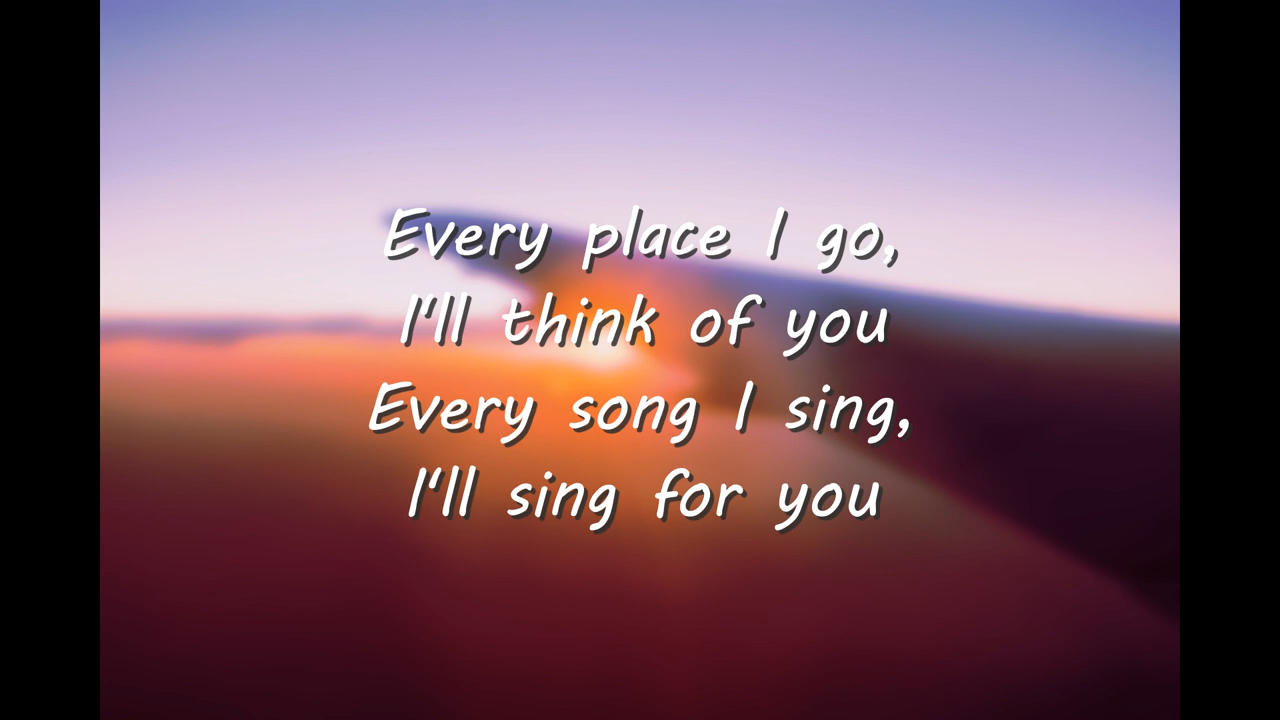 Every place I go,
I'll think of you
Every song I sing,
I'll sing for you